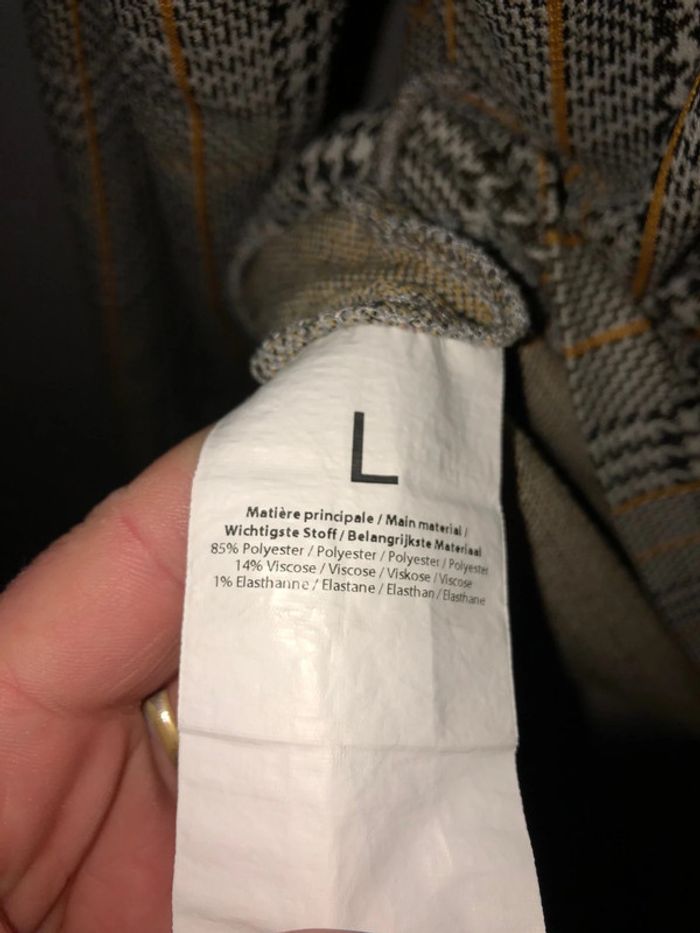 L
Matière principale / Main material /
Wichtigste Stoff / Belangrijkste Materiaal
85% Polyester / Polyester / Polyester / Polyester
14% Viscose / Viscose / Viskose / Viscose
1% Elasthanne / Elastane / Elasthan / Elasthane